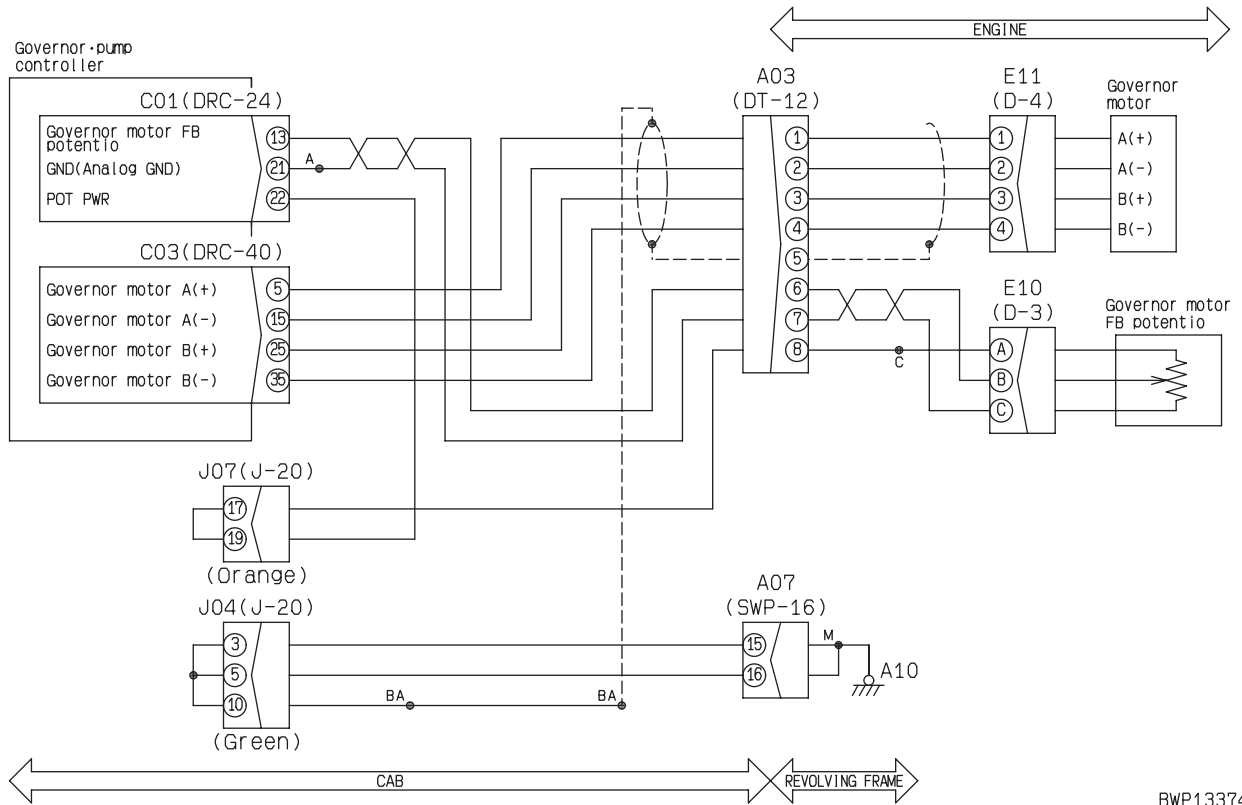 ENGINE
Governor·pump
controller
C01(DRC-24)
Governor motor FB
potentio
13
GND(Analog GND)
21
A
POT PWR
22
C03(DRC-40)
Governor motor A(+)
5
Governor motor A(-)
15
Governor motor B(+)
25
Governor motor B(-)
35
A03
(DT-12)
1
2
3
4
5
6
7
8
C
E11
(D-4)
1
2
3
4
Governor
motor
A(+)
A(-)
B(+)
B(-)
E10
(D-3)
A
B
C
Governor motor
FB potentio
J07(J-20)
17
19
(Orange)
J04(J-20)
3
5
10
(Green)
BA
BA
A07
(SWP-16)
15
16
M
A10
CAB
REVOLVING FRAME
BWP13374